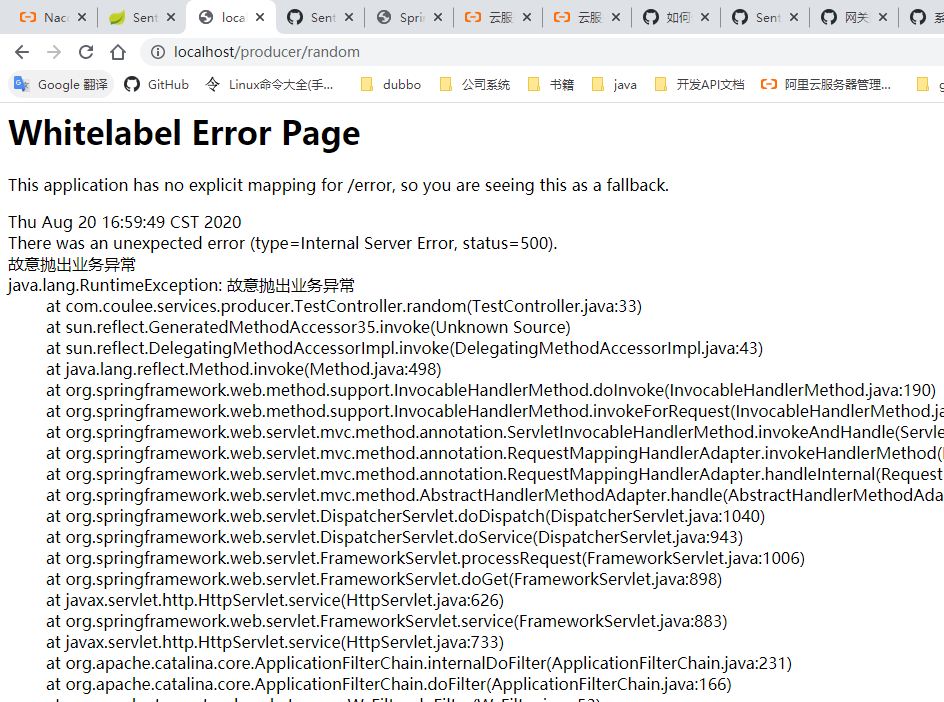 Nac
Sent
loca
Sent
Spri
云服
云服
如何
Sent
网关
localhost/producer/random
Google 翻译
GitHub
Linux命令大全(手...
dubbo
公司系统
书籍
java
开发API文档
阿里云服务器管理...
Whitelabel Error Page
This application has no explicit mapping for /error, so you are seeing this as a fallback.
Thu Aug 20 16:59:49 CST 2020
There was an unexpected error (type=Internal Server Error, status=500).
故意抛出业务异常
java.lang.RuntimeException: 故意抛出业务异常
at com.coulee.services.producer.TestController.random(TestController.java:33)
at sun.reflect.GeneratedMethodAccessor35.invoke(Unknown Source)
at sun.reflect.DelegatingMethodAccessorImpl.invoke(DelegatingMethodAccessorImpl.java:43)
at java.lang.reflect.Method.invoke(Method.java:498)
at org.springframework.web.method.support.InvocableHandlerMethod.doInvoke(InvocableHandlerMethod.java:190)
at org.springframework.web.method.support.InvocableHandlerMethod.invokeForRequest(InvocableHandlerMethod.ja
at org.springframework.web.servlet.mvc.method.annotation.ServletInvocableHandlerMethod.invokeAndHandle(Servle
at org.springframework.web.servlet.mvc.method.annotation.RequestMappingHandlerAdapter.invokeHandlerMethod(
at org.springframework.web.servlet.mvc.method.annotation.RequestMappingHandlerAdapter.handleInternal(Request
at org.springframework.web.servlet.mvc.method.AbstractHandlerMethodAdapter.handle(AbstractHandlerMethodAda
at org.springframework.web.servlet.DispatcherServlet.doDispatch(DispatcherServlet.java:1040)
at org.springframework.web.servlet.DispatcherServlet.doService(DispatcherServlet.java:943)
at org.springframework.web.servlet.FrameworkServlet.processRequest(FrameworkServlet.java:1006)
at org.springframework.web.servlet.FrameworkServlet.doGet(FrameworkServlet.java:898)
at javax.servlet.http.HttpServlet.service(HttpServlet.java:626)
at org.springframework.web.servlet.FrameworkServlet.service(FrameworkServlet.java:883)
at javax.servlet.http.HttpServlet.service(HttpServlet.java:733)
at org.apache.catalina.core.ApplicationFilterChain.internalDoFilter(ApplicationFilterChain.java:231)
at org.apache.catalina.core.ApplicationFilterChain.doFilter(ApplicationFilterChain.java:166)